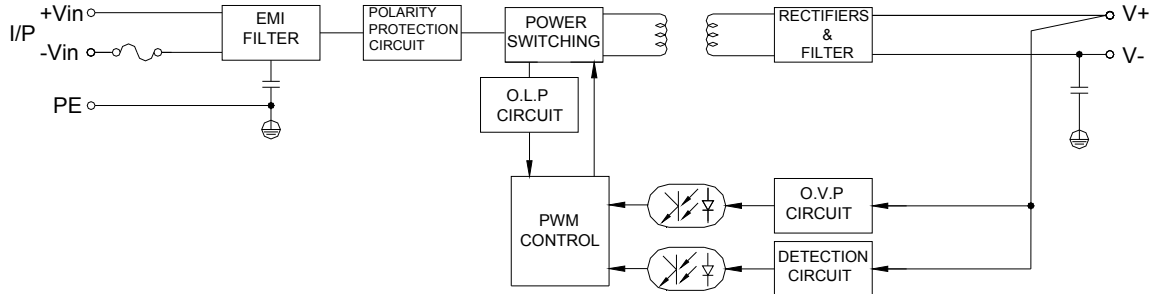 I/P
+Vin
-Vin
PE
EMI
FILTER
POLARITY
PROTECTION
CIRCUIT
POWER
SWITCHING
RECTIFIERS
&
FILTER
V+
V-
O.L.P
CIRCUIT
PWM
CONTROL
O.V.P
CIRCUIT
DETECTION
CIRCUIT